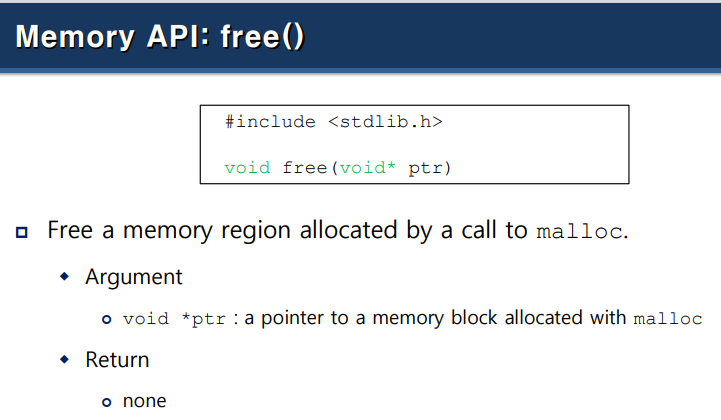 Memory API: free()
#include <stdlib.h>
void free(void* ptr)
Free a memory region allocated by a call to malloc.
Argument
void *ptr : a pointer to a memory block allocated with malloc
Return
none